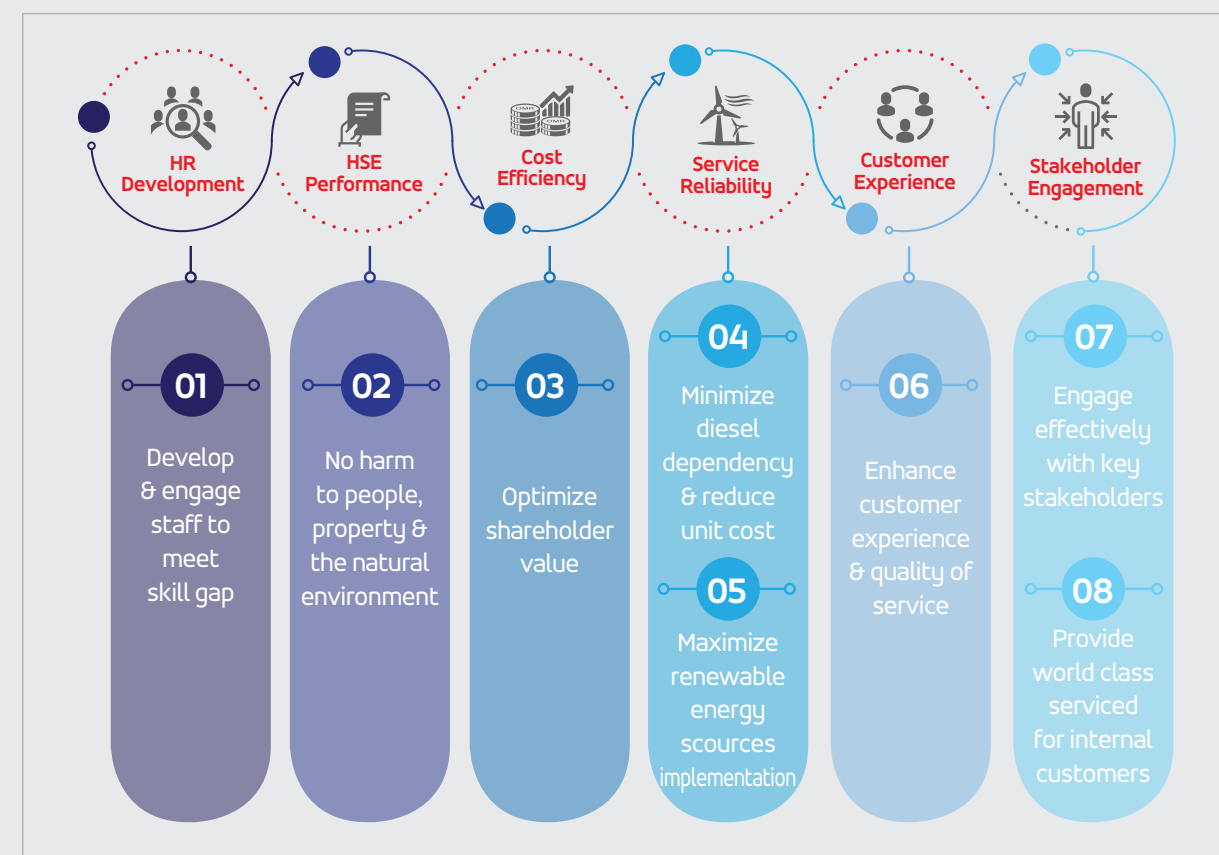 HR
Development
HSE
Performance
OMR
OMR
Cost
Efficiency
Service
Reliability
Customer
Experience
Stakeholder
Engagement
01
Develop
& engage
staff to
meet
skill gap
02
No harm
to people,
property &
the natural
environment
03
Optimize
shareholder
value
04
Minimize
diesel
dependency
& reduce
unit cost
05
Maximize
renewable
energy
scources
implementation
06
Enhance
customer
experience
& quality of
service
07
Engage
effectively
with key
stakeholders
08
Provide
world class
serviced
for internal
customers